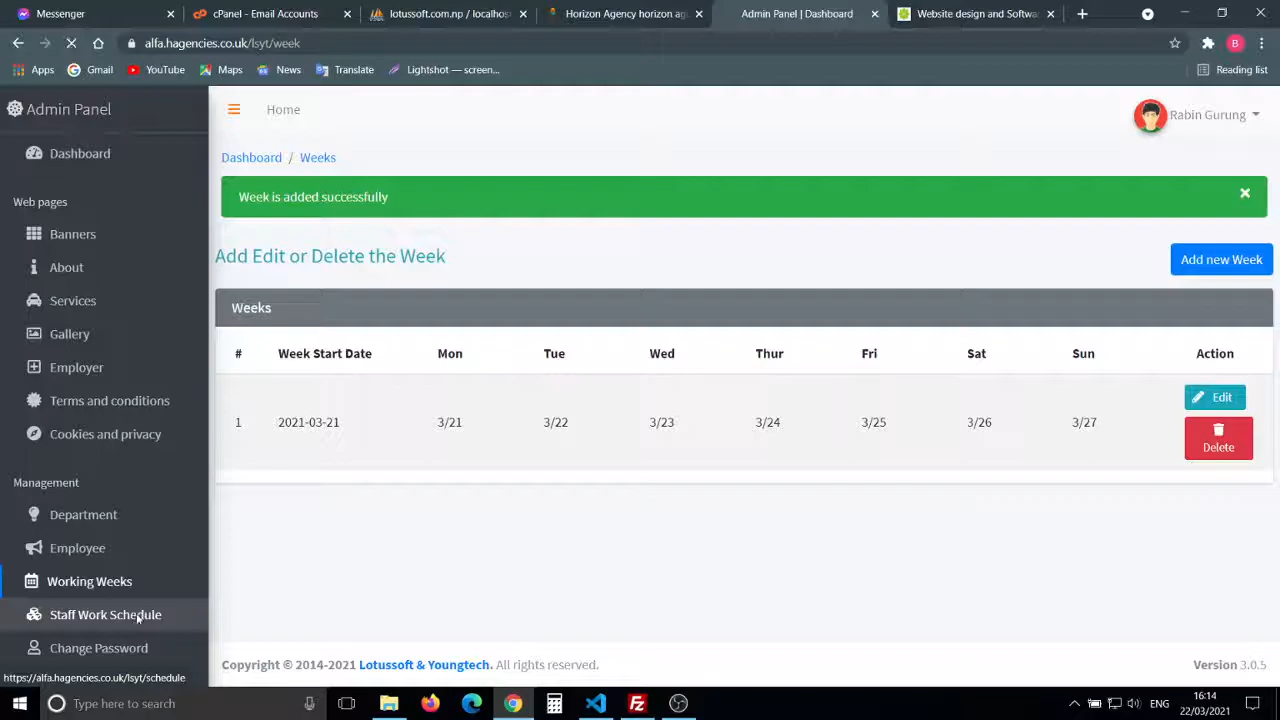 Messenger
cPanel - Email Accounts
lotussoft.com.np / localhos
Horizon Agency horizon ag
Admin Panel | Dashboard
Website design and Softwa
alfa.hagencies.co.uk/lsyt/week
B
Apps
Gmail
YouTube
Maps
News
Translate
Lightshot — screen...
Reading list
Admin Panel
Home
Rabin Gurung
Dashboard
Dashboard / Weeks
Week is added successfully
Web pages
Banners
About
Services
Gallery
Employer
Terms and conditions
Cookies and privacy
Management
Department
Employee
Working Weeks
Staff Work Schedule
Change Password
Add Edit or Delete the Week
Add new Week
Weeks
# Week Start Date Mon Tue Wed Thur Fri Sat Sun Action
1 2021-03-21 3/21 3/22 3/23 3/24 3/25 3/26 3/27
Edit
Delete
Copyright © 2014-2021 Lotussoft & Youngtech. All rights reserved.
Version 3.0.5
https://alfa.hagencies.co.uk/lsyt/schedule
Type here to search
ENG
16:14
22/03/2021